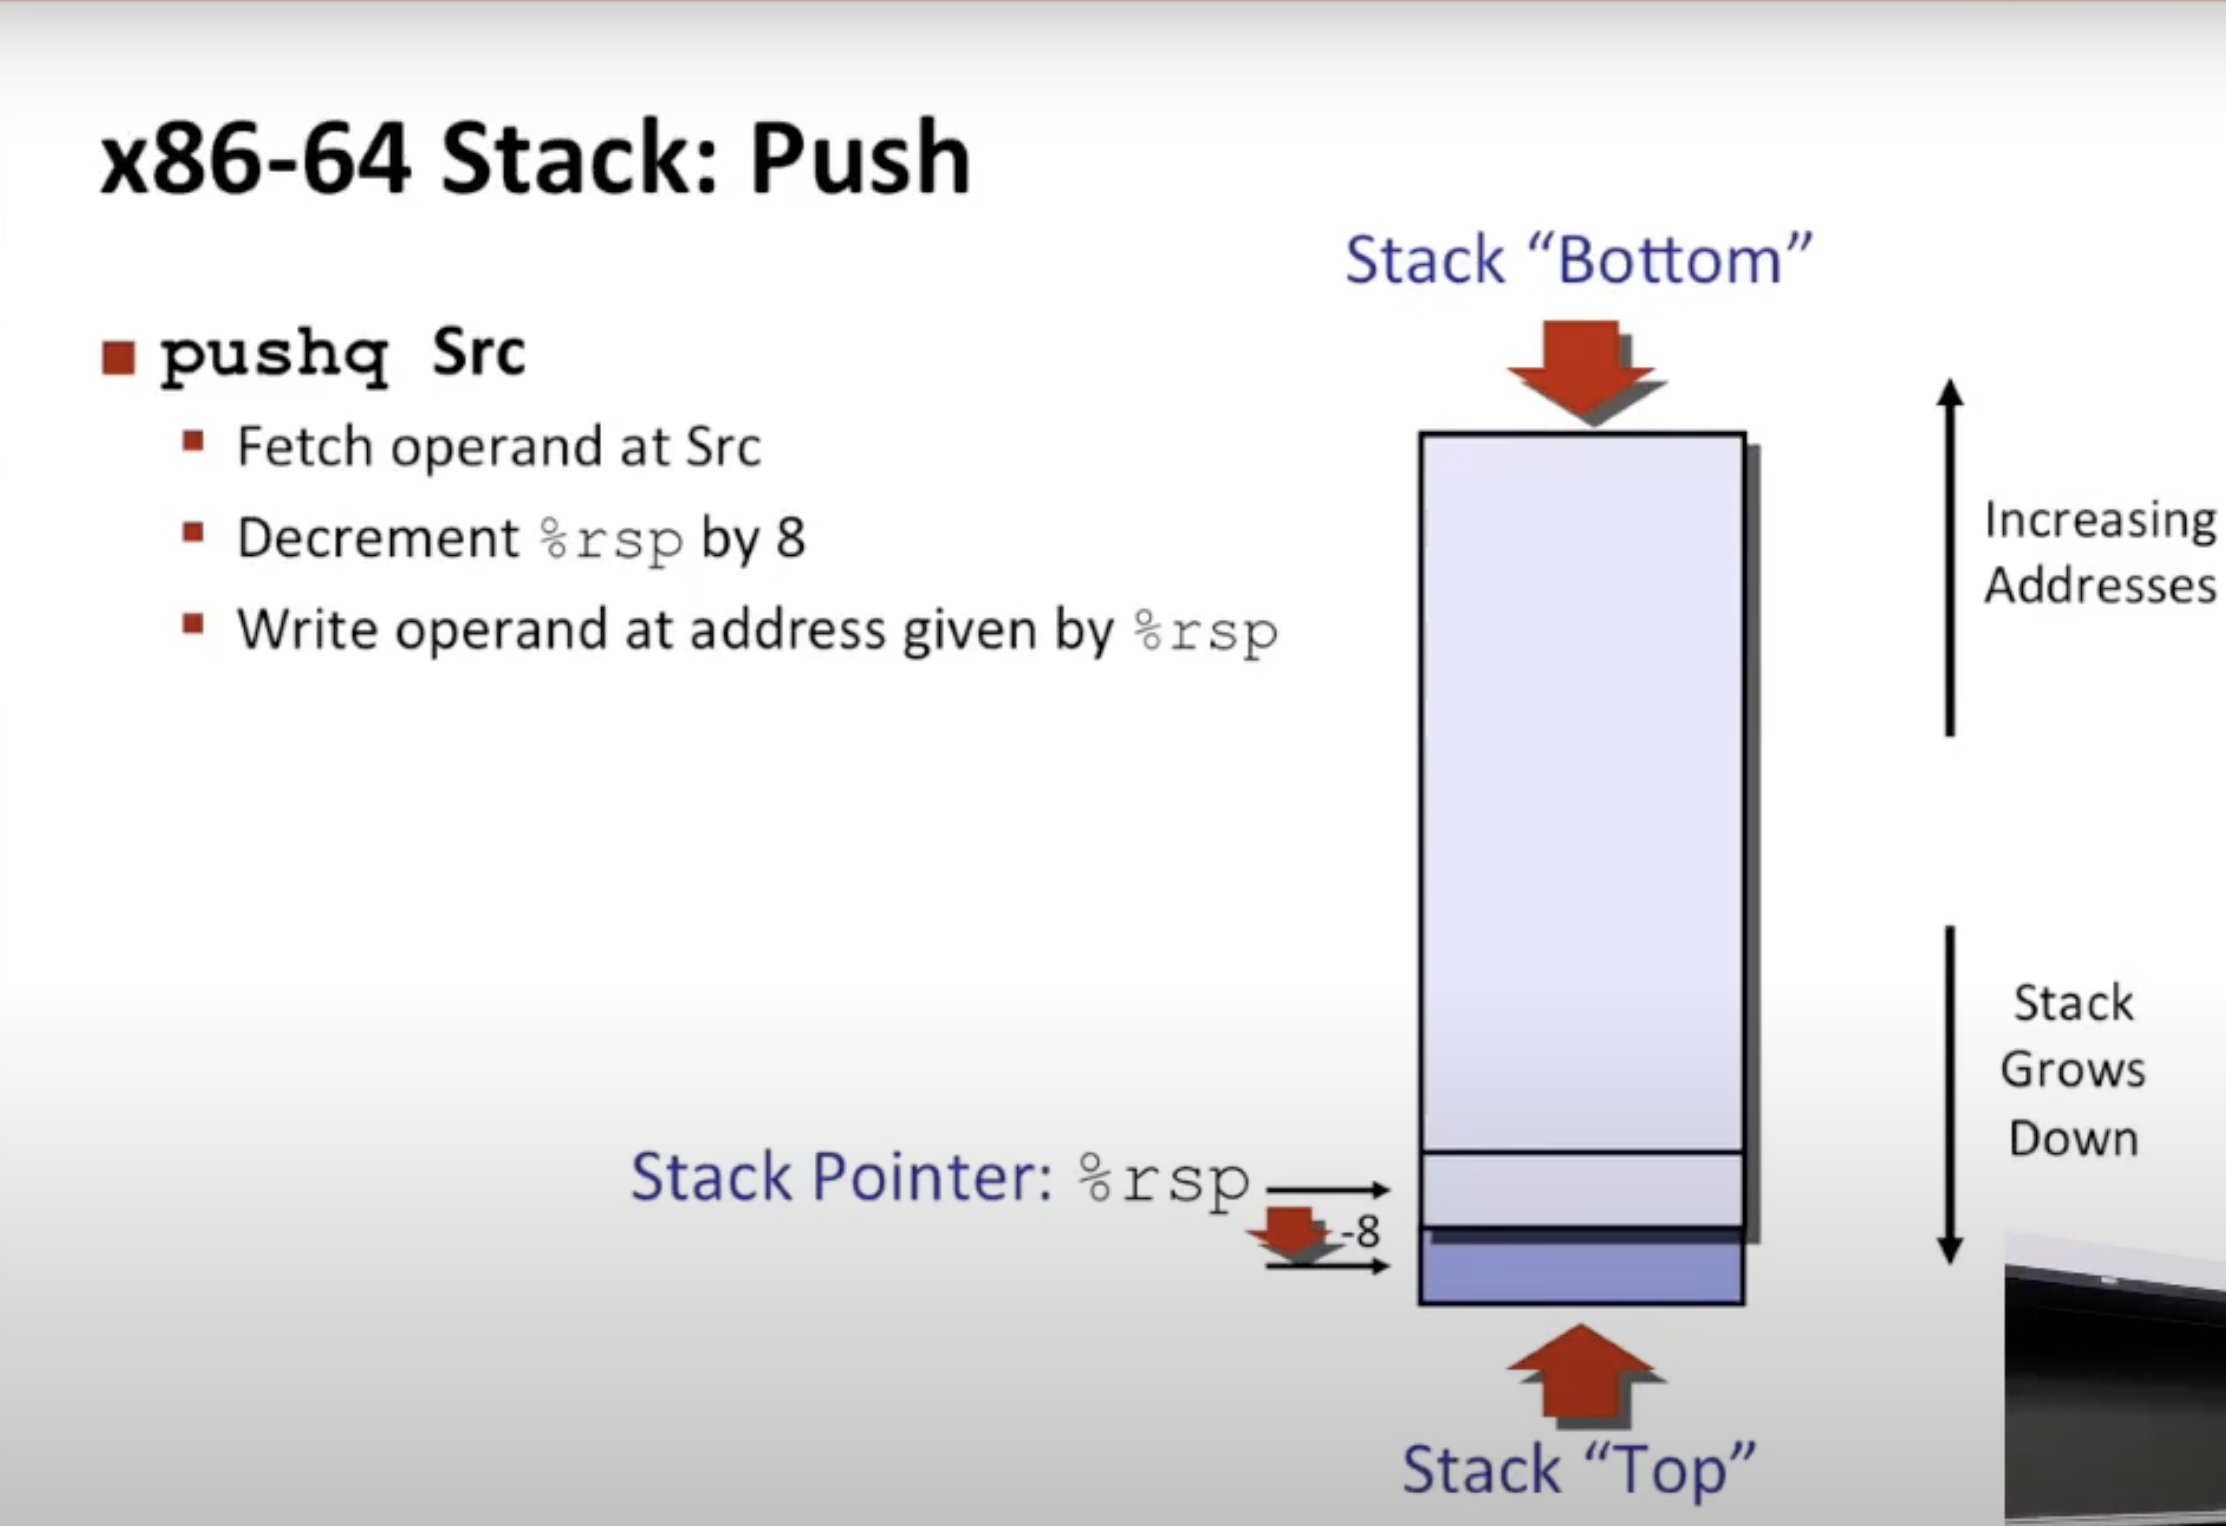 x86-64 Stack: Push
pushq Src
Fetch operand at Src
Decrement %rsp by 8
Write operand at address given by %rsp
Stack “Bottom”
Increasing
Addresses
Stack
Grows
Down
Stack Pointer: %rsp
-8
Stack “Top”